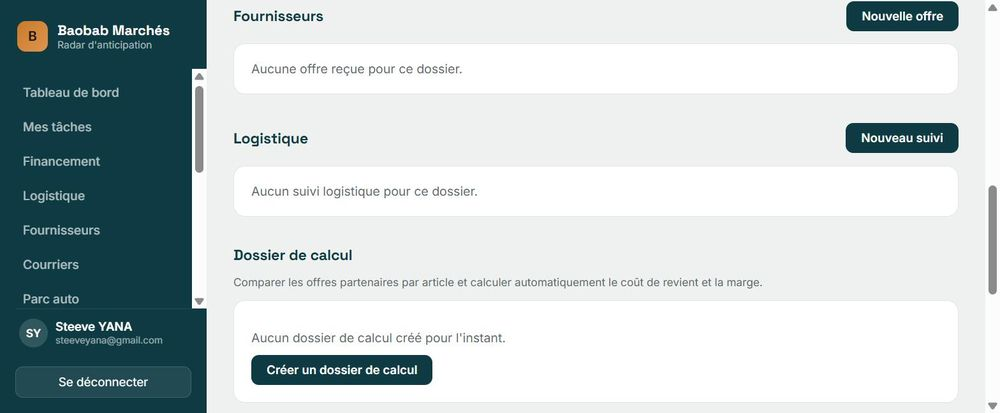 B
Baobab Marchés
Radar d'anticipation
Tableau de bord
Mes tâches
Financement
Logistique
Fournisseurs
Courriers
Parc auto
SY
Steeve YANA
steeveyana@gmail.com
Se déconnecter
Fournisseurs
Nouvelle offre
Aucune offre reçue pour ce dossier.
Logistique
Nouveau suivi
Aucun suivi logistique pour ce dossier.
Dossier de calcul
Comparer les offres partenaires par article et calculer automatiquement le coût de revient et la marge.
Aucun dossier de calcul créé pour l'instant.
Créer un dossier de calcul